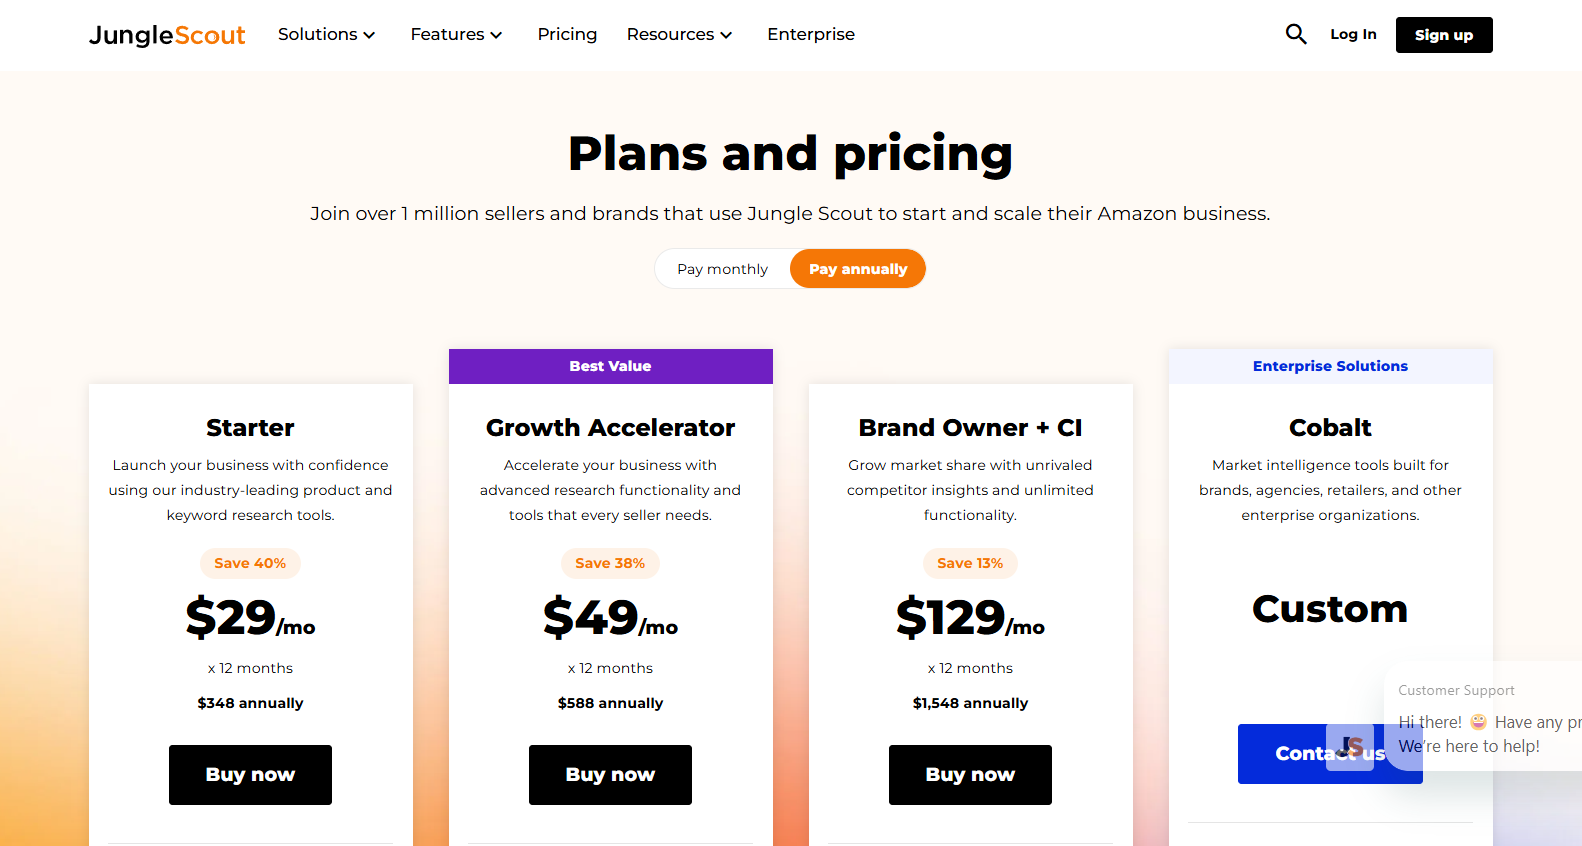 JungleScout
Solutions
Features
Pricing
Resources
Enterprise
Log In
Sign up
Plans and pricing
Join over 1 million sellers and brands that use Jungle Scout to start and scale their Amazon business.
Pay monthly
Pay annually
Starter
Launch your business with confidence
using our industry-leading product and
keyword research tools.
Save 40%
$29/mo
x 12 months
$348 annually
Buy now
Best Value
Growth Accelerator
Accelerate your business with
advanced research functionality and
tools that every seller needs.
Save 38%
$49/mo
x 12 months
$588 annually
Buy now
Brand Owner + CI
Grow market share with unrivaled
competitor insights and unlimited
functionality.
Save 13%
$129/mo
x 12 months
$1,548 annually
Buy now
Enterprise Solutions
Cobalt
Market intelligence tools built for
brands, agencies, retailers, and other
enterprise organizations.
Custom
Contact us
JS
Customer Support
Hi there! 😀 Have any pr
We're here to help!